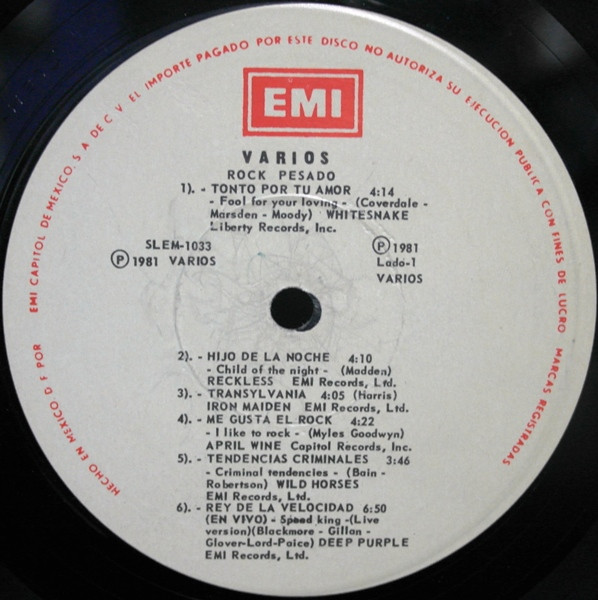 HECHO EN MEXICO D F POR EMI CAPITOL DE MEXICO. S A DE C V EL IMPORTE PAGADO POR ESTE DISCO NO AUTORIZA SU EJECUCION PUBLICA CON FINES DE LUCRO MARCAS REGISTRADAS
EMI
VARIOS
ROCK PESADO
1). - TONTO POR TU AMOR 4:14
- Fool for your loving - (Coverdale -
Marsden - Moody) WHITESNAKE
Liberty Records, Inc.
SLEM-1033
Ⓟ 1981 VARIOS
Ⓟ 1981
Lado-1
VARIOS
2). - HIJO DE LA NOCHE 4:10
- Child of the night - (Madden)
RECKLESS EMI Records, Ltd.
3). - TRANSYLVANIA 4:05 (Harris)
IRON MAIDEN EMI Records, Ltd.
4). - ME GUSTA EL ROCK 4:22
- I like to rock - (Myles Goodwyn)
APRIL WINE Capitol Records, Inc.
5). - TENDENCIAS CRIMINALES 3:46
- Criminal tendencies - (Bain -
Robertson) WILD HORSES
EMI Records, Ltd.
6). - REY DE LA VELOCIDAD 6:50
(EN VIVO) - Speed king -(Live
version)(Blackmore - Gillan -
Glover-Lord-Paice) DEEP PURPLE
EMI Records, Ltd.